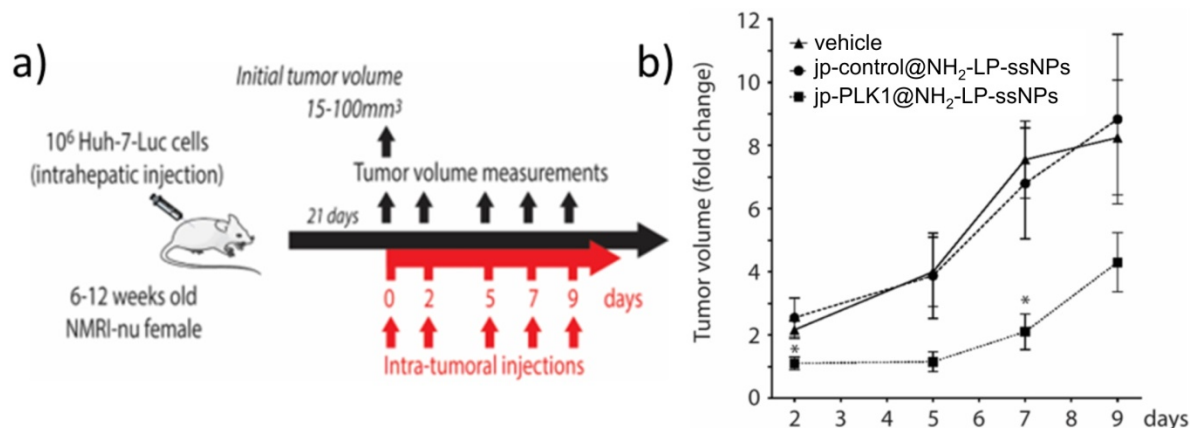 a)
Initial tumor volume
15-100mm³
10⁶ Huh-7-Luc cells
(intrahepatic injection)
Tumor volume measurements
21 days
6-12 weeks old
NMRI-nu female
0 2 5 7 9 days
Intra-tumoral injections
b)
Tumor volume (fold change)
12
10
8
6
4
2
0
vehicle
jp-control@NH₂-LP-ssNPs
jp-PLK1@NH₂-LP-ssNPs
*
*
2 3 4 5 6 7 8 9 days